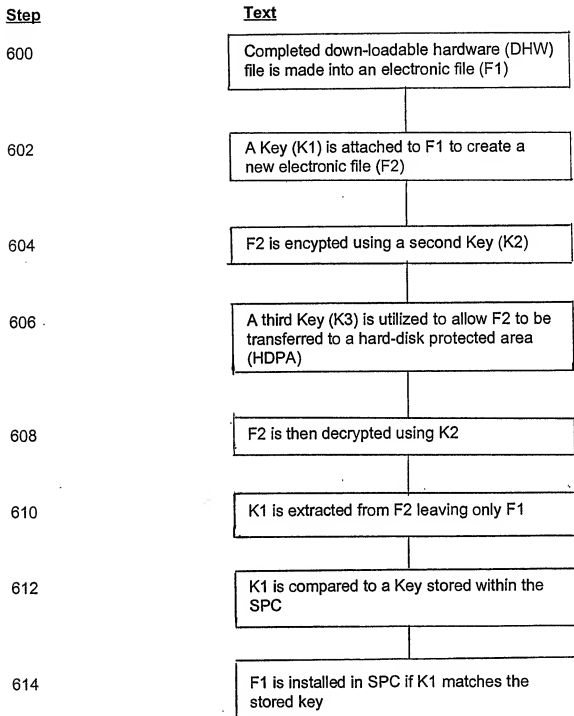 Step Text
600 Completed down-loadable hardware (DHW)
file is made into an electronic file (F1)
602 A Key (K1) is attached to F1 to create a
new electronic file (F2)
604 F2 is encypted using a second Key (K2)
606 A third Key (K3) is utilized to allow F2 to be
transferred to a hard-disk protected area
(HDPA)
608 F2 is then decrypted using K2
610 K1 is extracted from F2 leaving only F1
612 K1 is compared to a Key stored within the
SPC
614 F1 is installed in SPC if K1 matches the
stored key